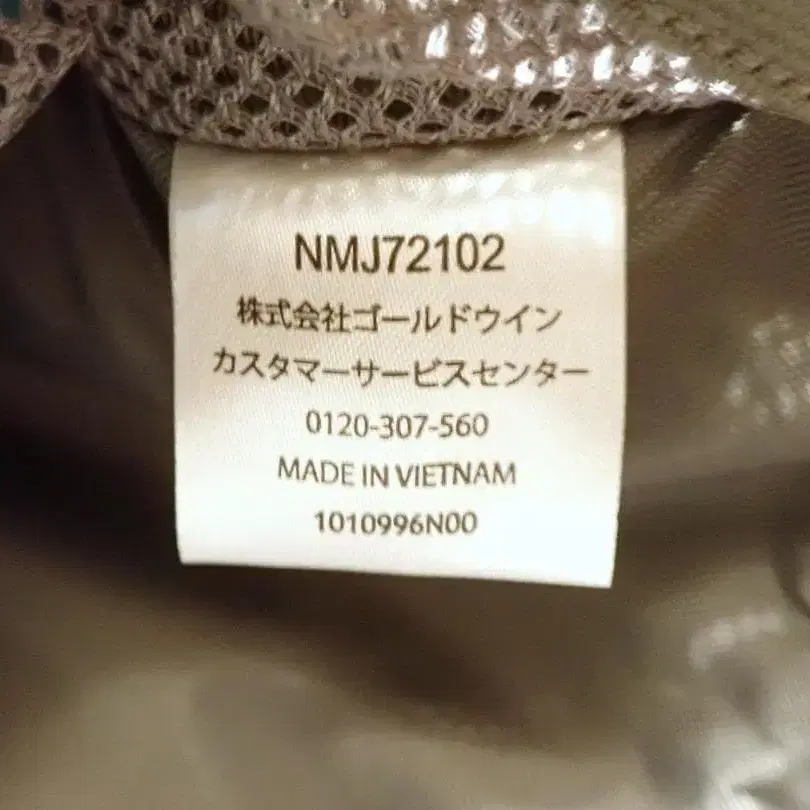 NMJ72102
株式会社ゴールドウイン
カスタマーサービスセンター
0120-307-560
MADE IN VIETNAM
1010996N00